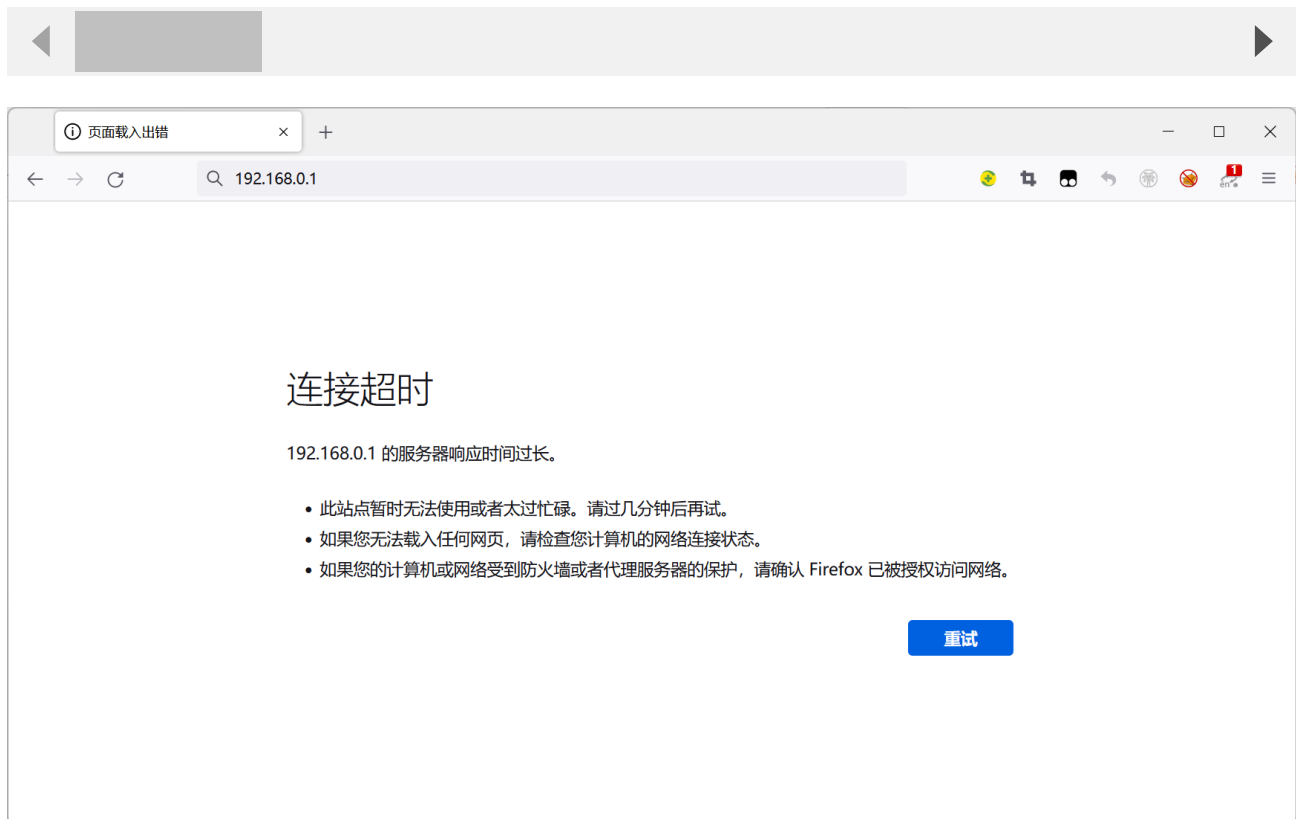 页面载入出错
192.168.0.1
1
en
连接超时
192.168.0.1 的服务器响应时间过长。
此站点暂时无法使用或者太过忙碌。请过几分钟后再试。
如果您无法载入任何网页，请检查您计算机的网络连接状态。
如果您的计算机或网络受到防火墙或者代理服务器的保护，请确认 Firefox 已被授权访问网络。
重试